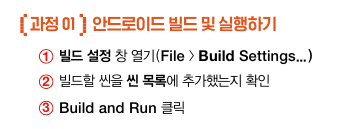 [과정 01] 안드로이드 빌드 및 실행하기
① 빌드 설정 창 열기(File > Build Settings...)
② 빌드할 씬을 씬 목록에 추가했는지 확인
③ Build and Run 클릭